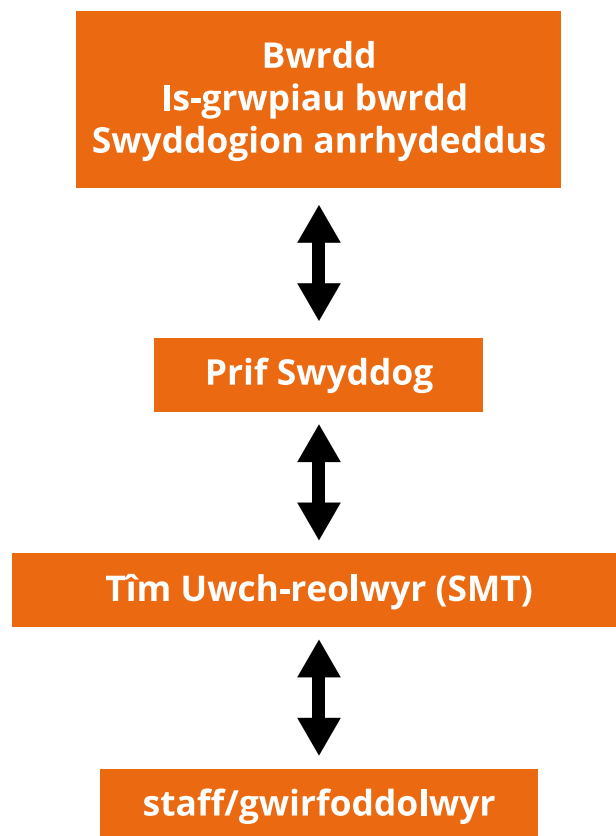 Bwrdd
Is-grwpiau bwrdd
Swyddogion anrhydeddus
Prif Swyddog
Tîm Uwch-reolwyr (SMT)
staff/gwirfoddolwyr